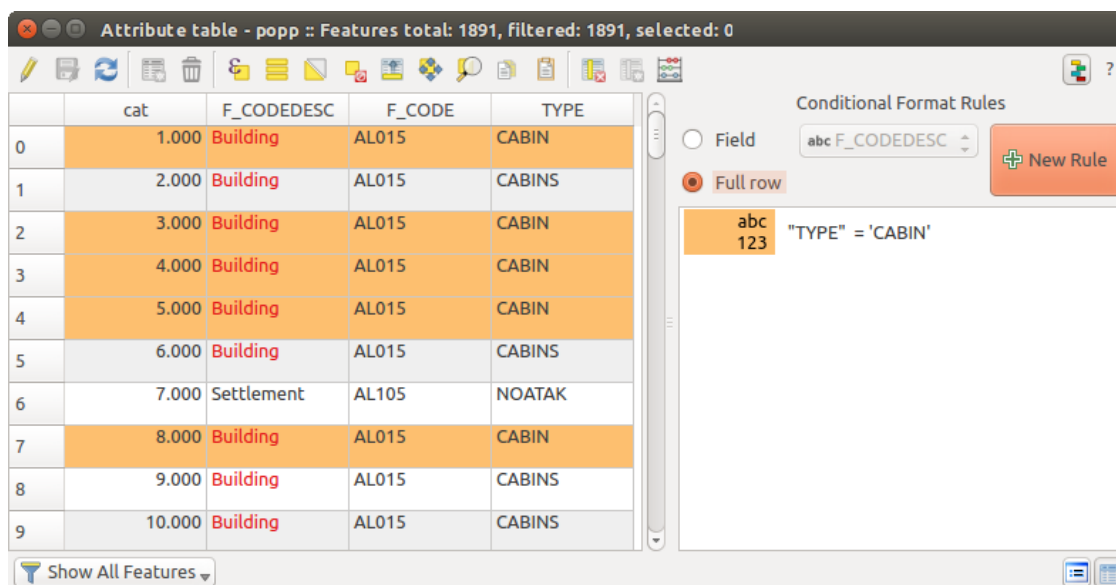 Attribute table - popp :: Features total: 1891, filtered: 1891, selected: 0
?
cat F_CODEDESC F_CODE TYPE
0 1.000 Building AL015 CABIN
1 2.000 Building AL015 CABINS
2 3.000 Building AL015 CABIN
3 4.000 Building AL015 CABIN
4 5.000 Building AL015 CABIN
5 6.000 Building AL015 CABINS
6 7.000 Settlement AL105 NOATAK
7 8.000 Building AL015 CABIN
8 9.000 Building AL015 CABINS
9 10.000 Building AL015 CABINS
Conditional Format Rules
Field abc F_CODEDESC
New Rule
Full row
abc
123 "TYPE" = 'CABIN'
Show All Features